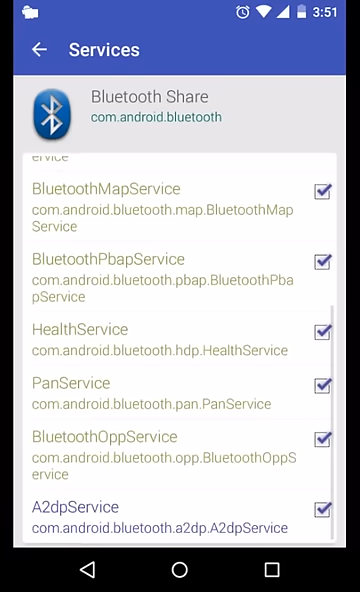 3:51
Services
Bluetooth Share
com.android.bluetooth
ervice
BluetoothMapService
com.android.bluetooth.map.BluetoothMap
Service
BluetoothPbapService
com.android.bluetooth.pbap.BluetoothPba
pService
HealthService
com.android.bluetooth.hdp.HealthService
PanService
com.android.bluetooth.pan.PanService
BluetoothOppService
com.android.bluetooth.opp.BluetoothOppS
ervice
A2dpService
com.android.bluetooth.a2dp.A2dpService